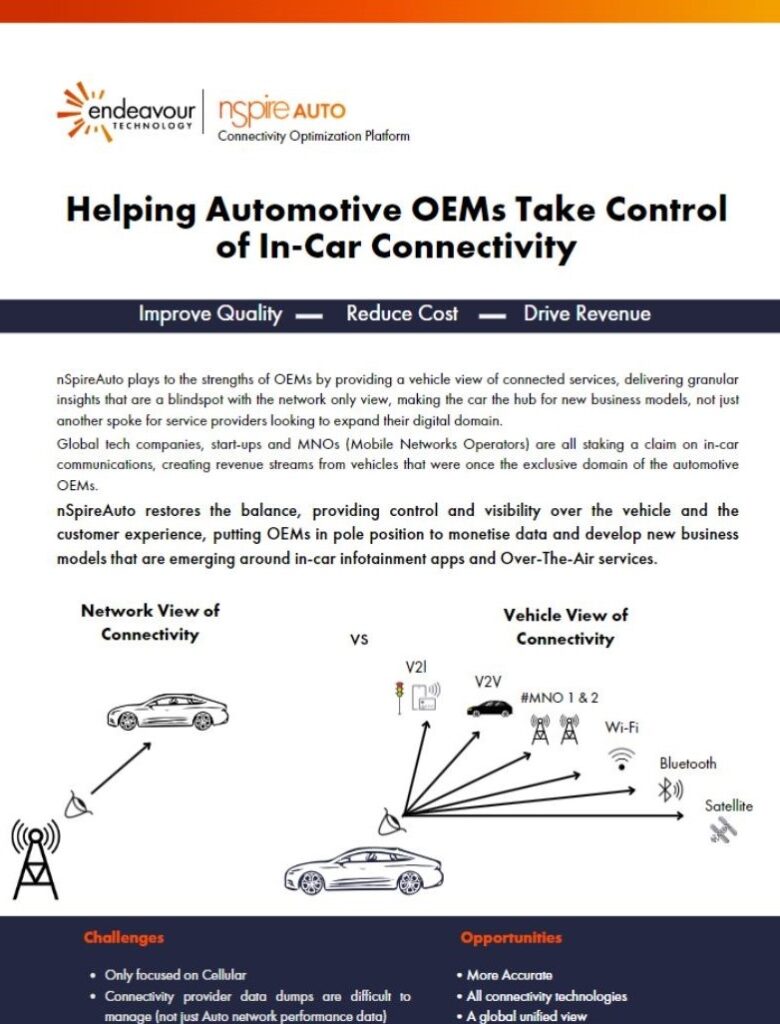 endeavour
TECHNOLOGY
nspire AUTO
Connectivity Optimization Platform
Helping Automotive OEMs Take Control
of In-Car Connectivity
Improve Quality — Reduce Cost — Drive Revenue
nSpireAuto plays to the strengths of OEMs by providing a vehicle view of connected services, delivering granular
insights that are a blindspot with the network only view, making the car the hub for new business models, not just
another spoke for service providers looking to expand their digital domain.
Global tech companies, start-ups and MNOs (Mobile Networks Operators) are all staking a claim on in-car
communications, creating revenue streams from vehicles that were once the exclusive domain of the automotive
OEMs.
nSpireAuto restores the balance, providing control and visibility over the vehicle and the
customer experience, putting OEMs in pole position to monetise data and develop new business
models that are emerging around in-car infotainment apps and Over-The-Air services.
Network View of
Connectivity
vs
Vehicle View of
Connectivity
V2I
V2V
#MNO 1 & 2
Wi-Fi
Bluetooth
Satellite
Challenges
• Only focused on Cellular
• Connectivity provider data dumps are difficult to
manage (not just Auto network performance data)
Opportunities
• More Accurate
• All connectivity technologies
• A global unified view